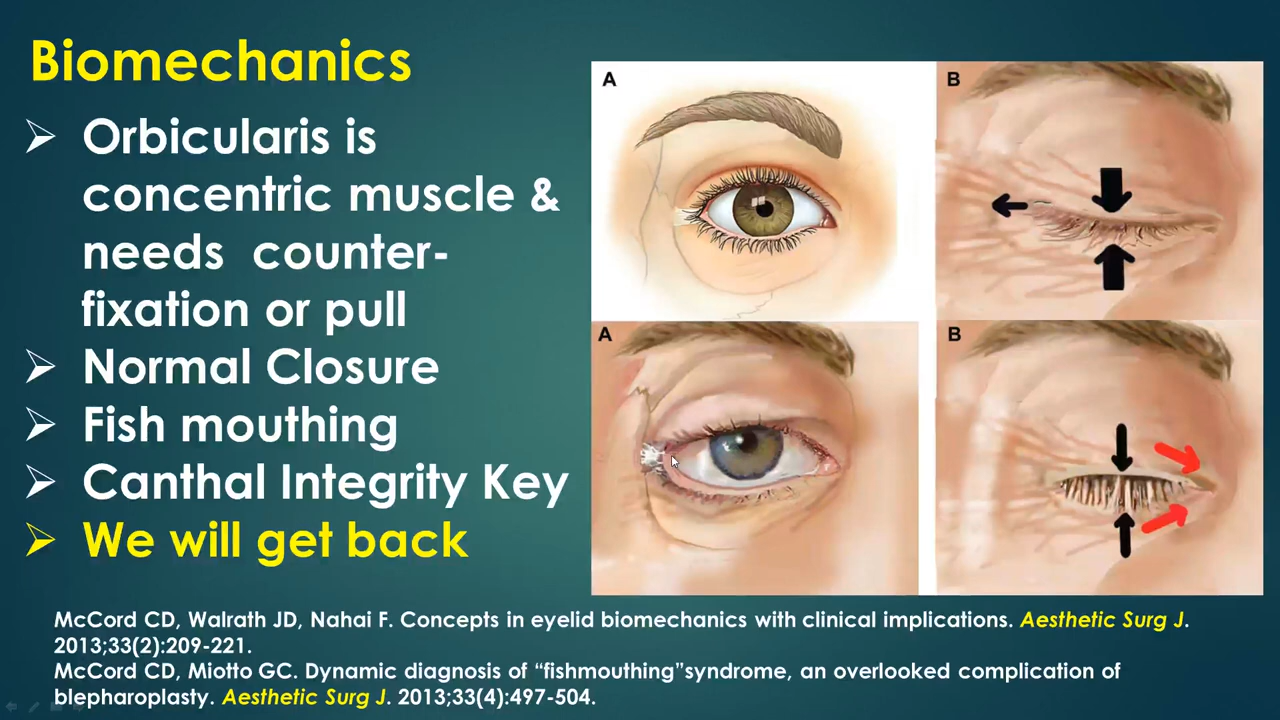 Biomechanics
Orbicularis is
concentric muscle &
needs counter-
fixation or pull
Normal Closure
Fish mouthing
Canthal Integrity Key
We will get back
A
B
A
B
McCord CD, Walrath JD, Nahai F. Concepts in eyelid biomechanics with clinical implications. Aesthetic Surg J.
2013;33(2):209-221.
McCord CD, Miotto GC. Dynamic diagnosis of “fishmouthing”syndrome, an overlooked complication of
blepharoplasty. Aesthetic Surg J. 2013;33(4):497-504.